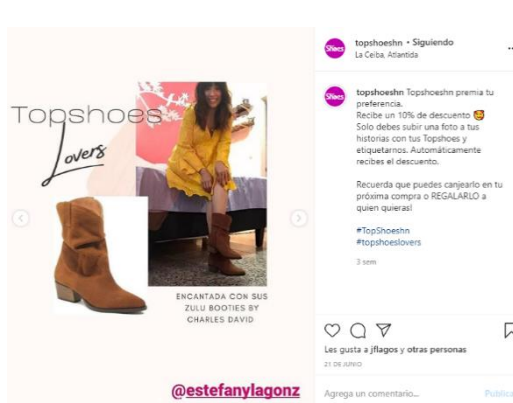 Topshoes
Lovers
ENCANTADA CON SUS
ZULU BOOTIES BY
CHARLES DAVID
@estefanylagonz
Shoes
topshoeshn • Siguiendo
La Ceiba, Atlantida
Shoes
topshoeshn Topshoeshn premia tu
preferencia.
Recibe un 10% de descuento 🥰
Solo debes subir una foto a tus
historias con tus Topshoes y
etiquetarnos. Automáticamente
recibes el descuento.
Recuerda que puedes canjearlo en tu
próxima compra o REGALARLO a
quien quieras!
#TopShoeshn
#topshoeslovers
3 sem
Les gusta a jflagos y otras personas
21 DE JUNIO
Agrega un comentario...
Publica